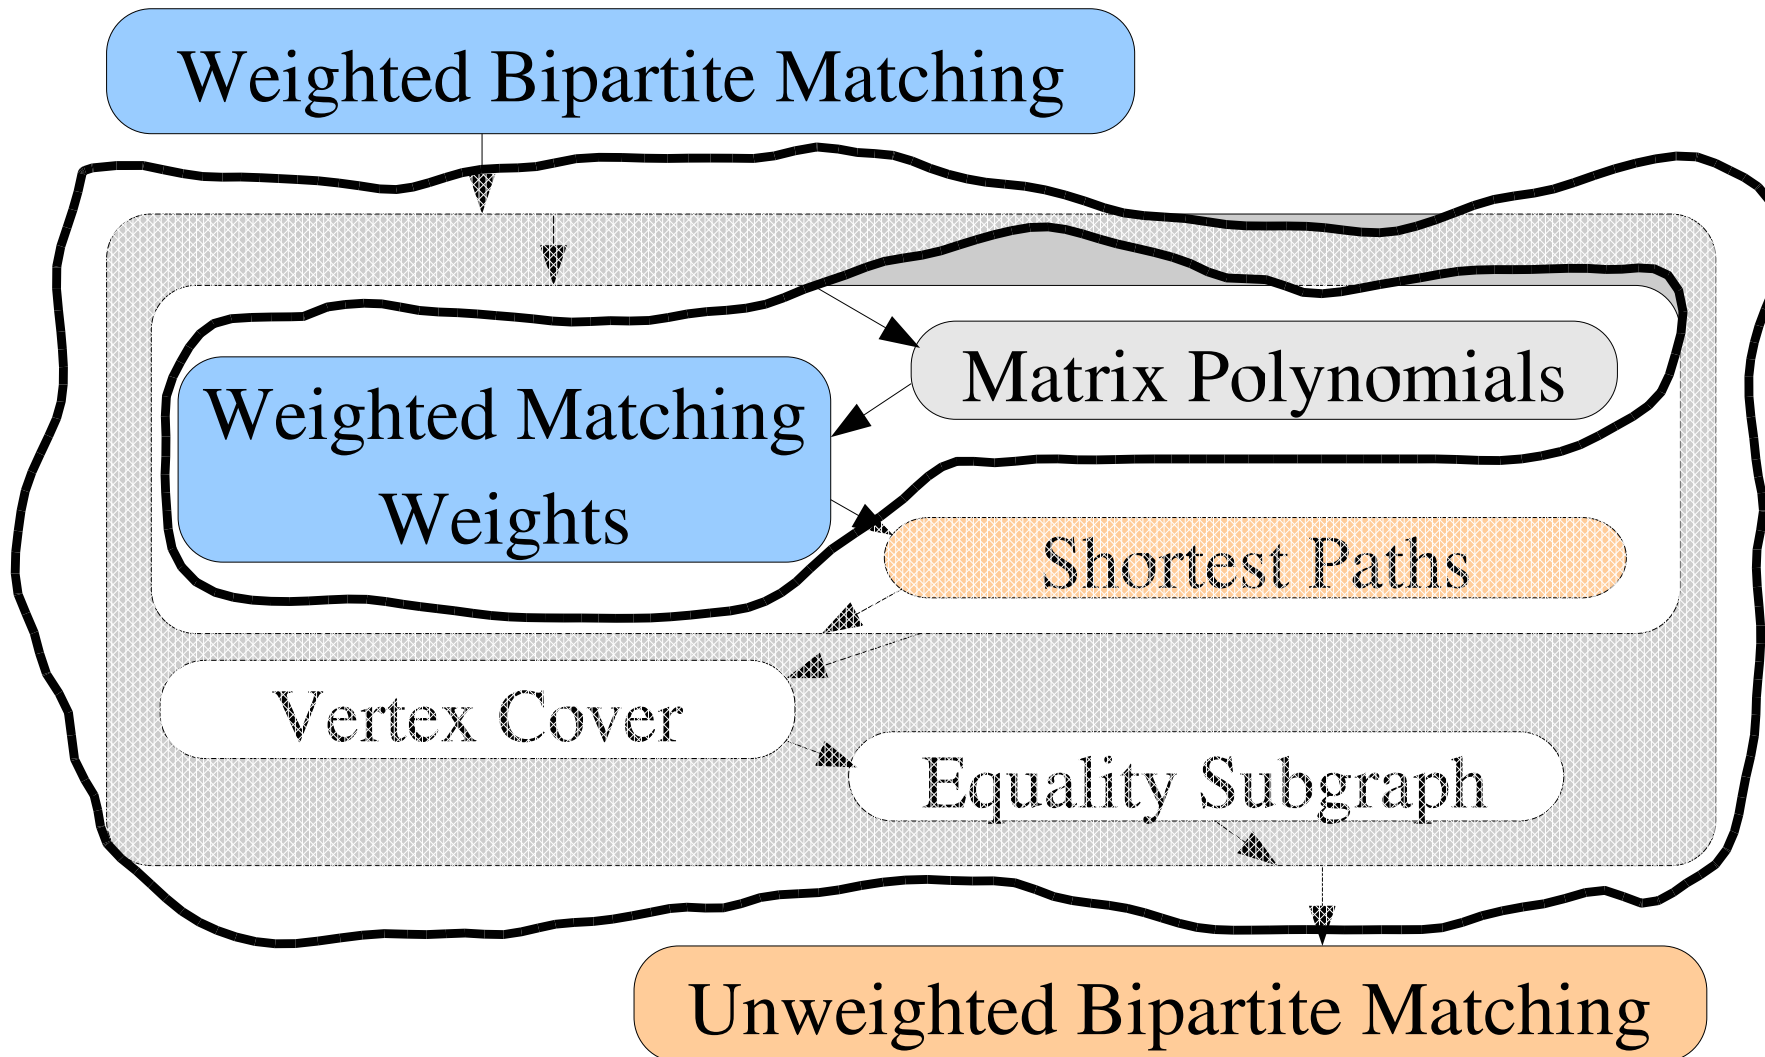 Weighted Bipartite Matching
Matrix Polynomials
Weighted Matching
Weights
Shortest Paths
Vertex Cover
Equality Subgraph
Unweighted Bipartite Matching